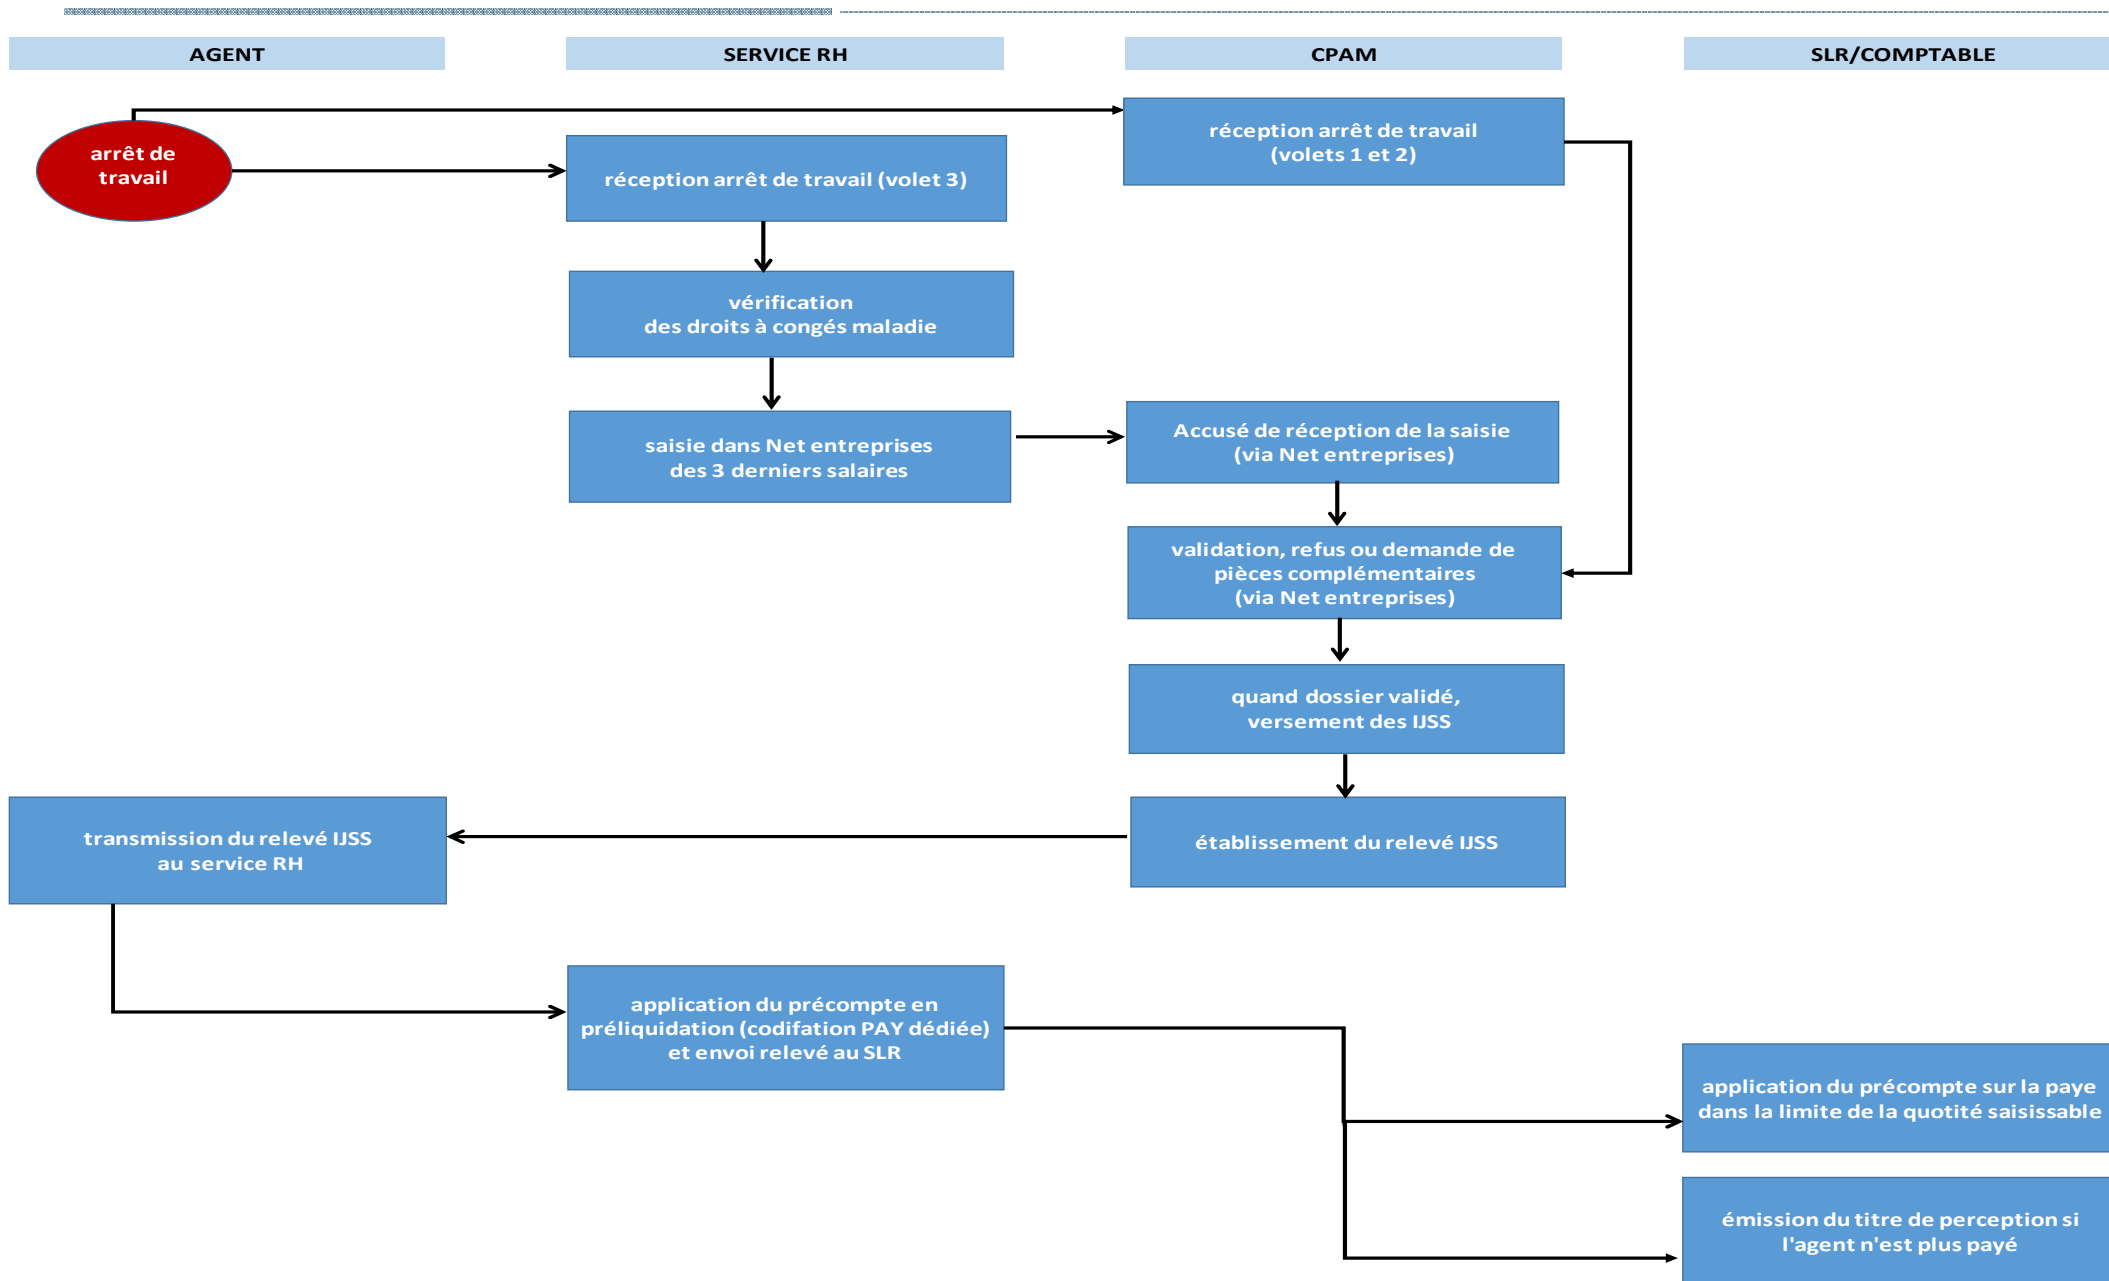 AGENT
SERVICE RH
CPAM
SLR/COMPTABLE
arrêt de
travail
réception arrêt de travail (volet 3)
réception arrêt de travail
(volets 1 et 2)
vérification
des droits à congés maladie
saisie dans Net entreprises
des 3 derniers salaires
Accusé de réception de la saisie
(via Net entreprises)
validation, refus ou demande de
pièces complémentaires
(via Net entreprises)
quand dossier validé,
versement des IJSS
établissement du relevé IJSS
transmission du relevé IJSS
au service RH
application du précompte en
préliquidation (codifation PAY dédiée)
et envoi relevé au SLR
application du précompte sur la paye
dans la limite de la quotité saisissable
émission du titre de perception si
l'agent n'est plus payé